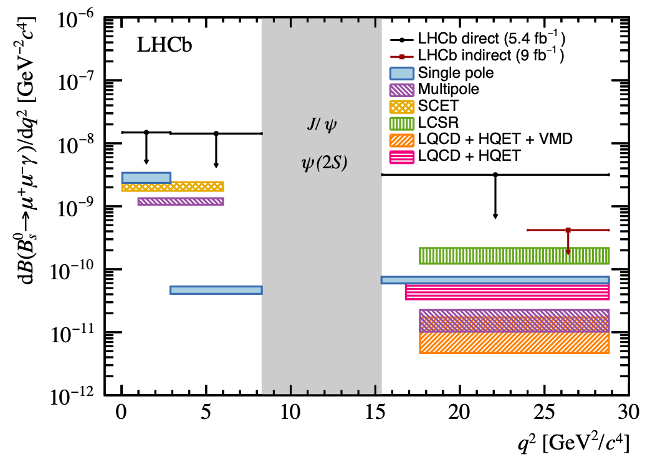 dB(B⁰ₛ→μ⁺μ⁻γ)/dq² [GeV⁻²c⁴]
10⁻⁶
10⁻⁷
10⁻⁸
10⁻⁹
10⁻¹⁰
10⁻¹¹
10⁻¹²
LHCb
J/ψ
ψ(2S)
LHCb direct (5.4 fb⁻¹)
LHCb indirect (9 fb⁻¹)
Single pole
Multipole
SCET
LCSR
LQCD + HQET + VMD
LQCD + HQET
0 5 10 15 20 25 30
q² [GeV²/c⁴]